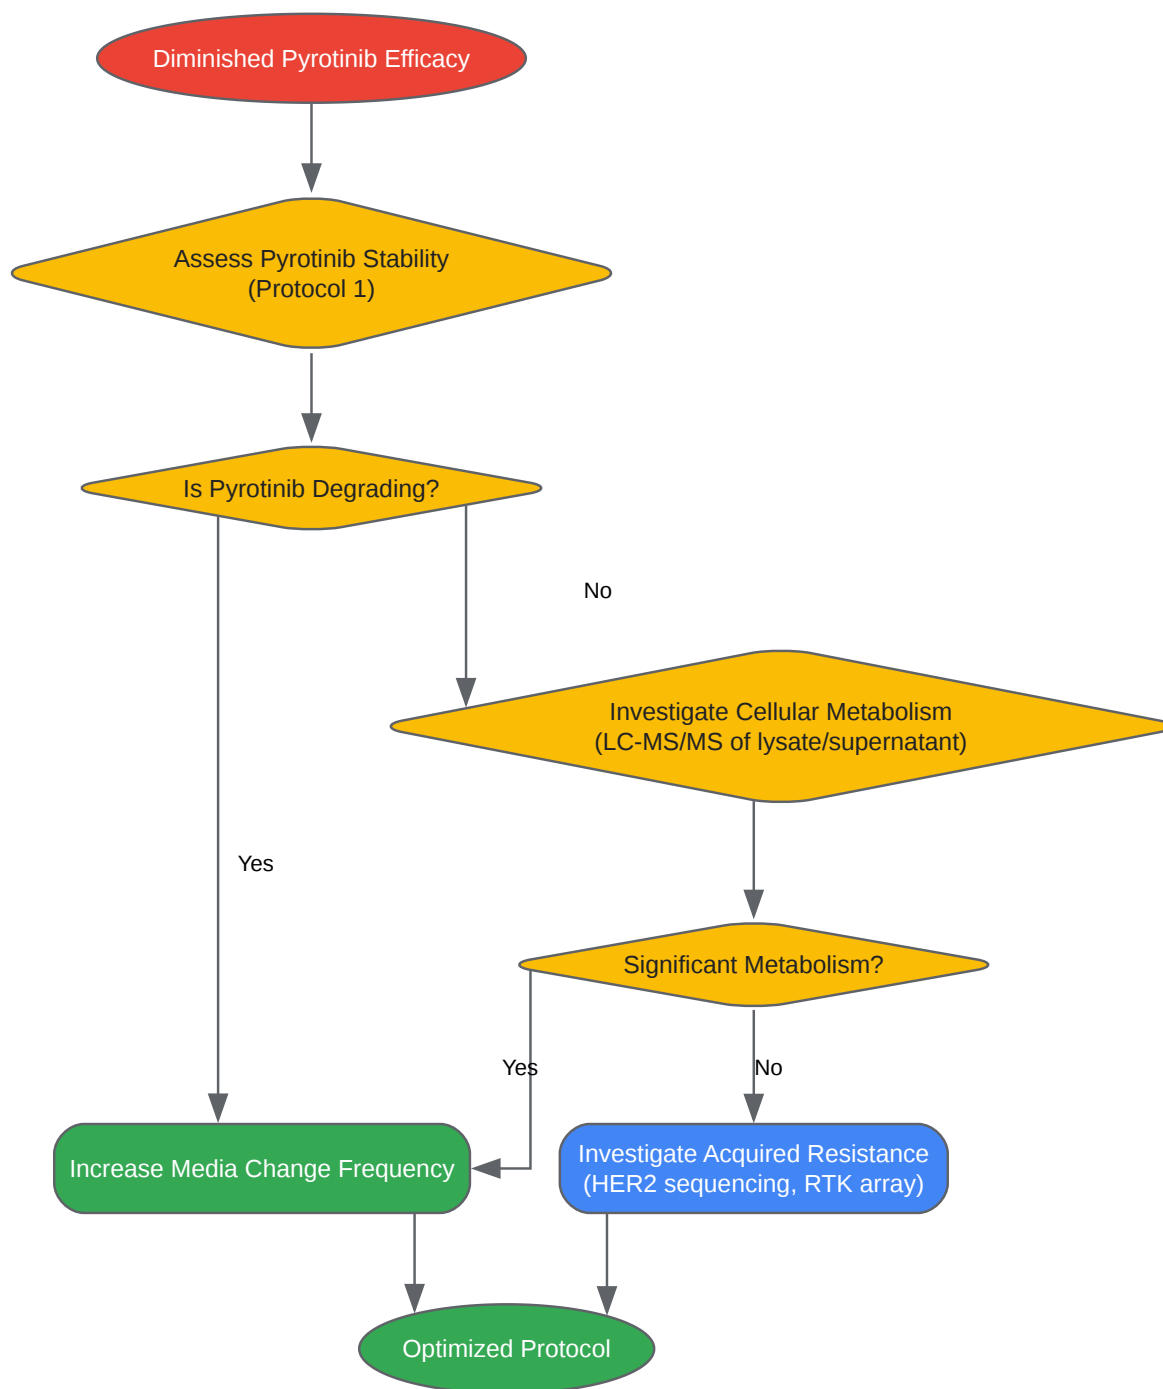 Diminished Pyrotinib Efficacy
Assess Pyrotinib Stability
(Protocol 1)
Is Pyrotinib Degrading?
No
Investigate Cellular Metabolism
(LC-MS/MS of lysate/supernatant)
Yes
Significant Metabolism?
Yes
No
Increase Media Change Frequency
Investigate Acquired Resistance
(HER2 sequencing, RTK array)
Optimized Protocol